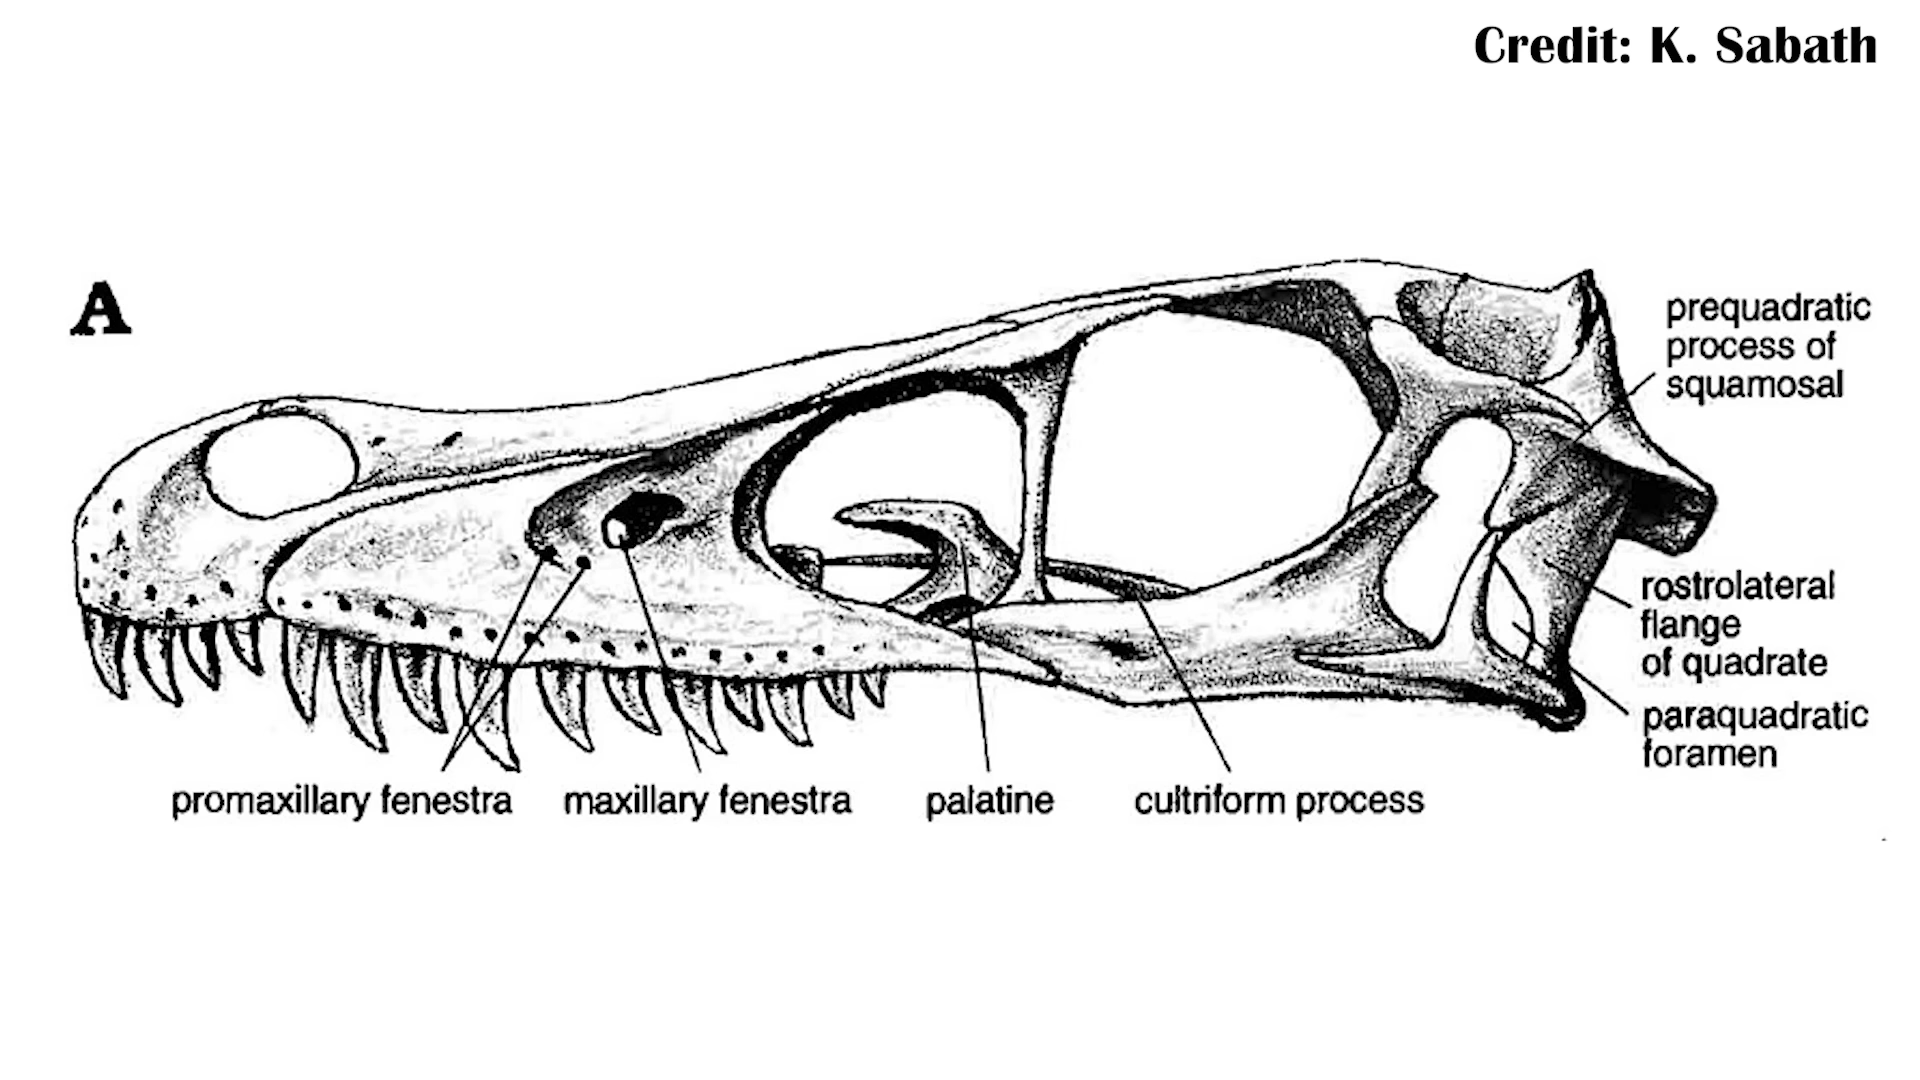 Credit: K. Sabath
A
prequadratic
process of
squamosal
rostrolateral
flange
of quadrate
paraquadratic
foramen
promaxillary fenestra
maxillary fenestra
palatine
cultriform process